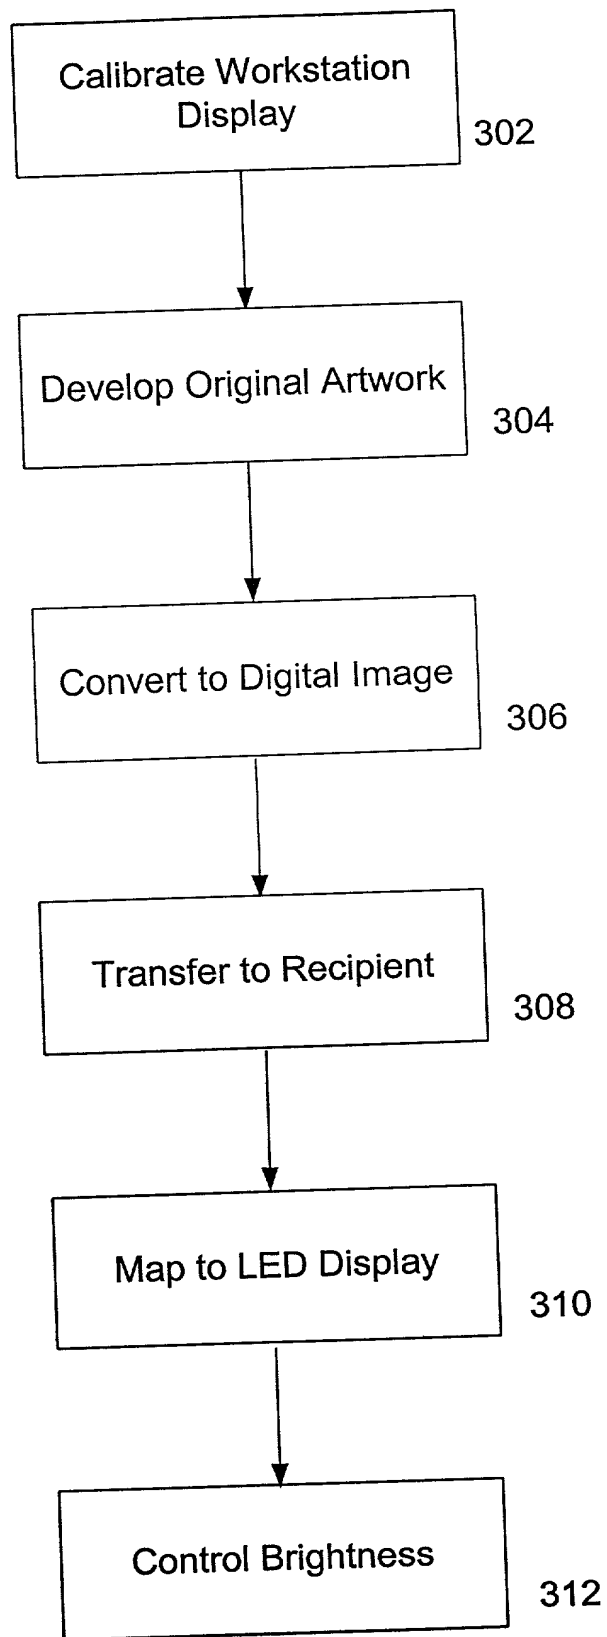 Calibrate Workstation
Display
302
Develop Original Artwork
304
Convert to Digital Image
306
Transfer to Recipient
308
Map to LED Display
310
Control Brightness
312